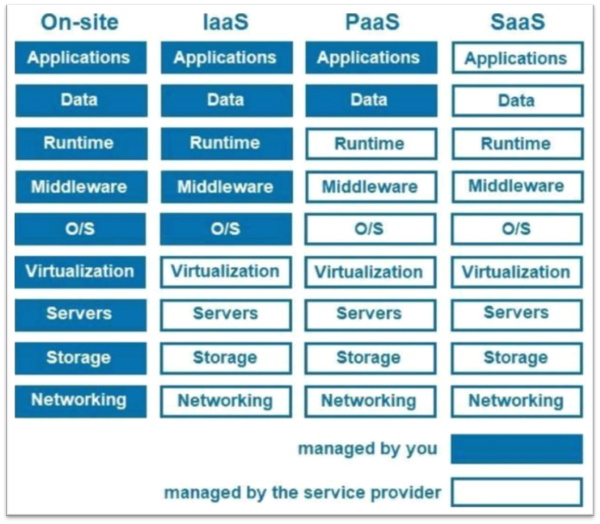 On-site IaaS PaaS SaaS
Applications Applications Applications Applications
Data Data Data Data
Runtime Runtime Runtime Runtime
Middleware Middleware Middleware Middleware
O/S O/S O/S O/S
Virtualization Virtualization Virtualization Virtualization
Servers Servers Servers Servers
Storage Storage Storage Storage
Networking Networking Networking Networking
managed by you
managed by the service provider